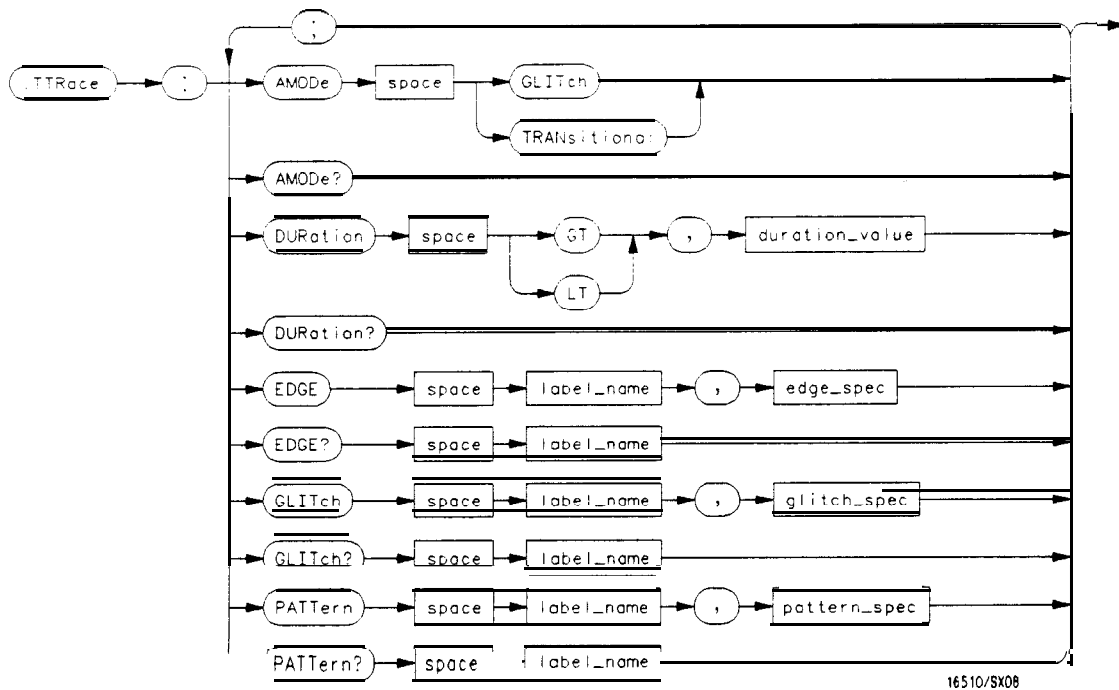 ;
:TTRace : AMODe space GLITch
TRANsitional
AMODe?
DURation space GT , duration_value
LT
DURation?
EDGE space label_name , edge_spec
EDGE? space label_name
GLITch space label_name , glitch_spec
GLITch? space label_name
PATTern space label_name , pattern_spec
PATTern? space label_name
16510/SX08